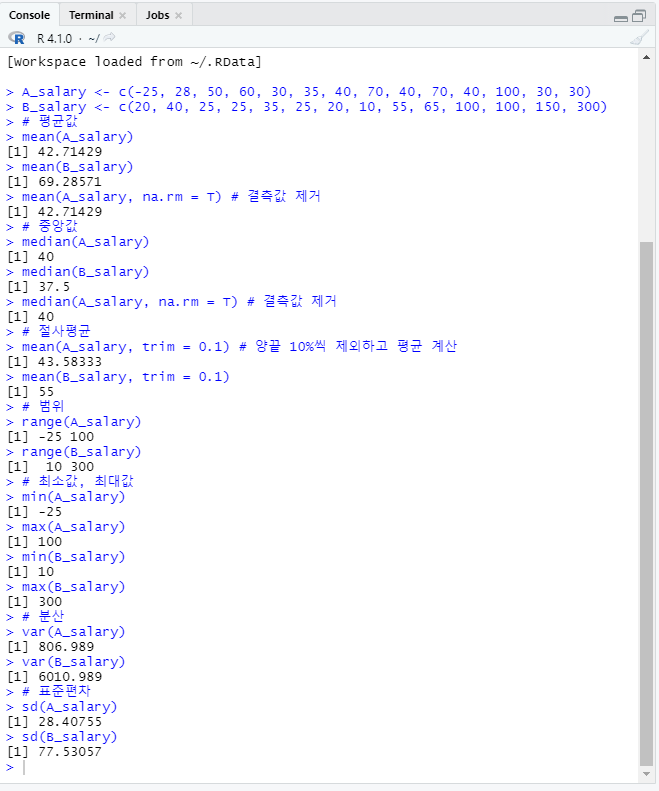 Console Terminal Jobs
R 4.1.0 · ~/
[Workspace loaded from ~/.RData]
> A_salary <- c(-25, 28, 50, 60, 30, 35, 40, 70, 40, 70, 40, 100, 30, 30)
> B_salary <- c(20, 40, 25, 25, 35, 25, 20, 10, 55, 65, 100, 100, 150, 300)
> # 평균값
> mean(A_salary)
[1] 42.71429
> mean(B_salary)
[1] 69.28571
> mean(A_salary, na.rm = T) # 결측값 제거
[1] 42.71429
> # 중앙값
> median(A_salary)
[1] 40
> median(B_salary)
[1] 37.5
> median(A_salary, na.rm = T) # 결측값 제거
[1] 40
> # 절사평균
> mean(A_salary, trim = 0.1) # 양끝 10%씩 제외하고 평균 계산
[1] 43.58333
> mean(B_salary, trim = 0.1)
[1] 55
> # 범위
> range(A_salary)
[1] -25 100
> range(B_salary)
[1]  10 300
> # 최소값, 최대값
> min(A_salary)
[1] -25
> max(A_salary)
[1] 100
> min(B_salary)
[1] 10
> max(B_salary)
[1] 300
> # 분산
> var(A_salary)
[1] 806.989
> var(B_salary)
[1] 6010.989
> # 표준편차
> sd(A_salary)
[1] 28.40755
> sd(B_salary)
[1] 77.53057
>